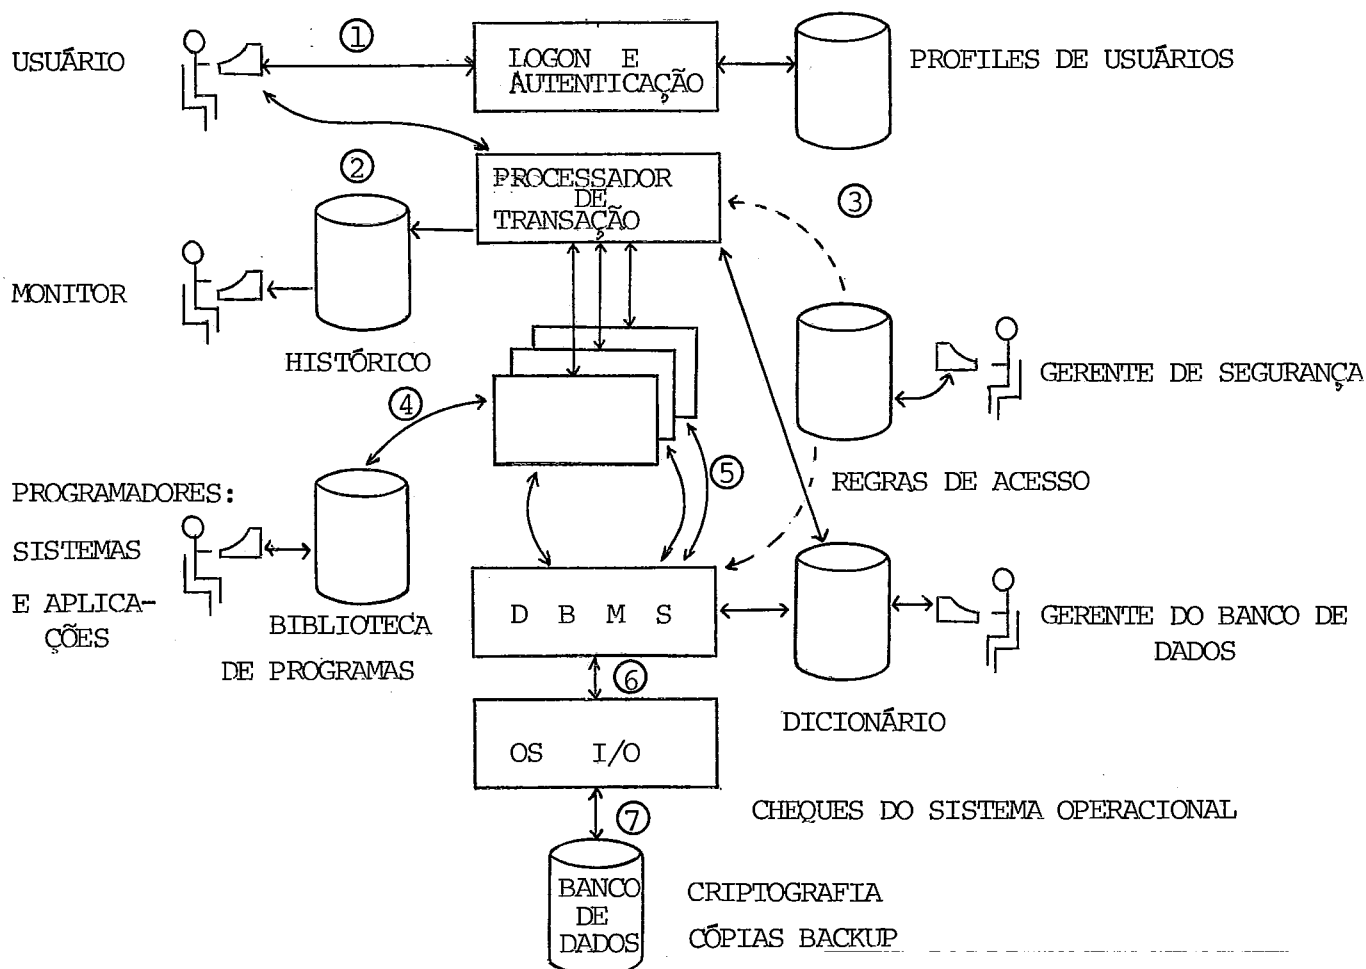 ①
USUÁRIO
LOGON E
AUTENTICAÇÃO
PROFILES DE USUÁRIOS
②
PROCESSADOR
DE
TRANSAÇÃO
③
MONITOR
HISTÓRICO
GERENTE DE SEGURANÇA
④
⑤
REGRAS DE ACESSO
PROGRAMADORES:
SISTEMAS
E APLICA-
ÇÕES
BIBLIOTECA
DE PROGRAMAS
D B M S
GERENTE DO BANCO DE
DADOS
⑥
DICIONÁRIO
OS I/O
CHEQUES DO SISTEMA OPERACIONAL
⑦
BANCO
DE
DADOS
CRIPTOGRAFIA
CÓPIAS BACKUP